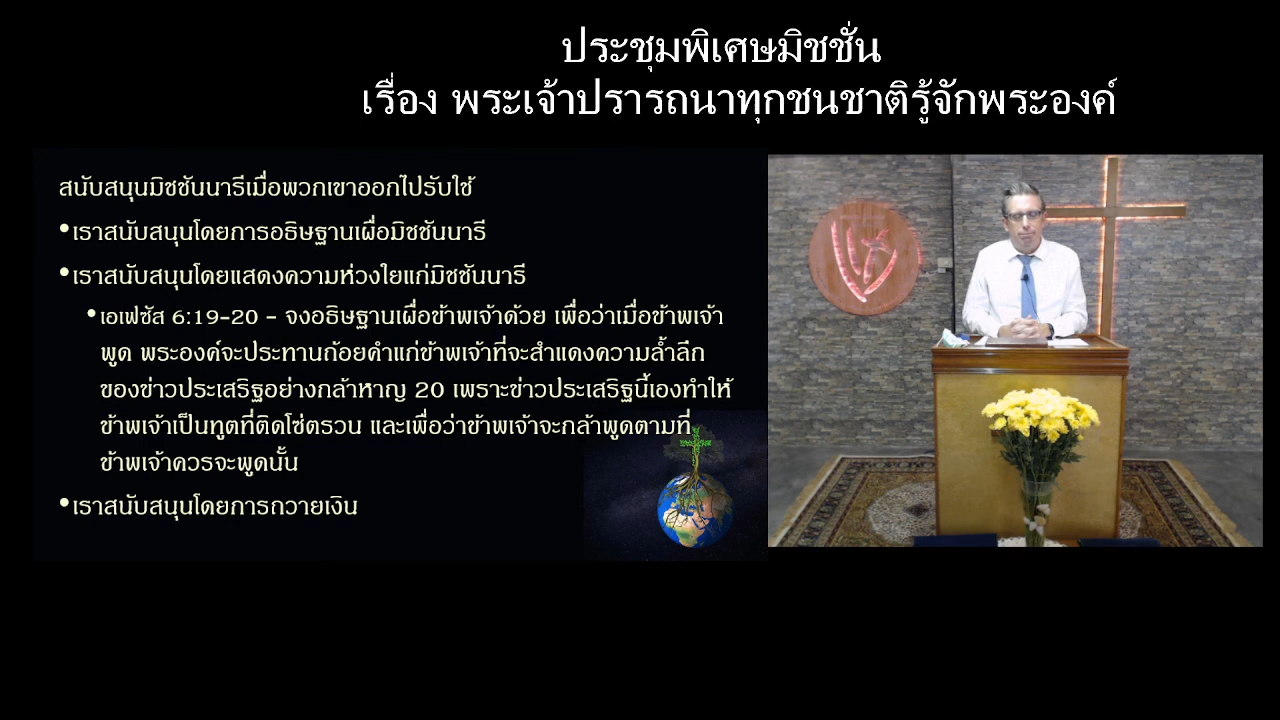 ประชุมพิเศษมิชชั่น
เรื่อง พระเจ้าปรารถนาทุกชนชาติรู้จักพระองค์
สนับสนุนมิชชันนารีเมื่อพวกเขาออกไปรับใช้
•เราสนับสนุนโดยการอธิษฐานเผื่อมิชชันนารี
•เราสนับสนุนโดยแสดงความห่วงใยแก่มิชชันนารี
•เอเฟซัส 6:19-20 - จงอธิษฐานเผื่อข้าพเจ้าด้วย เพื่อว่าเมื่อข้าพเจ้า
พูด พระองค์จะประทานถ้อยคำแก่ข้าพเจ้าที่จะสำแดงความล้ำลึก
ของข่าวประเสริฐอย่างกล้าหาญ 20 เพราะข่าวประเสริฐนี้เองทำให้
ข้าพเจ้าเป็นทูตที่ติดโซ่ตรวน และเพื่อว่าข้าพเจ้าจะกล้าพูดตามที่
ข้าพเจ้าควรจะพูดนั้น
•เราสนับสนุนโดยการถวายเงิน